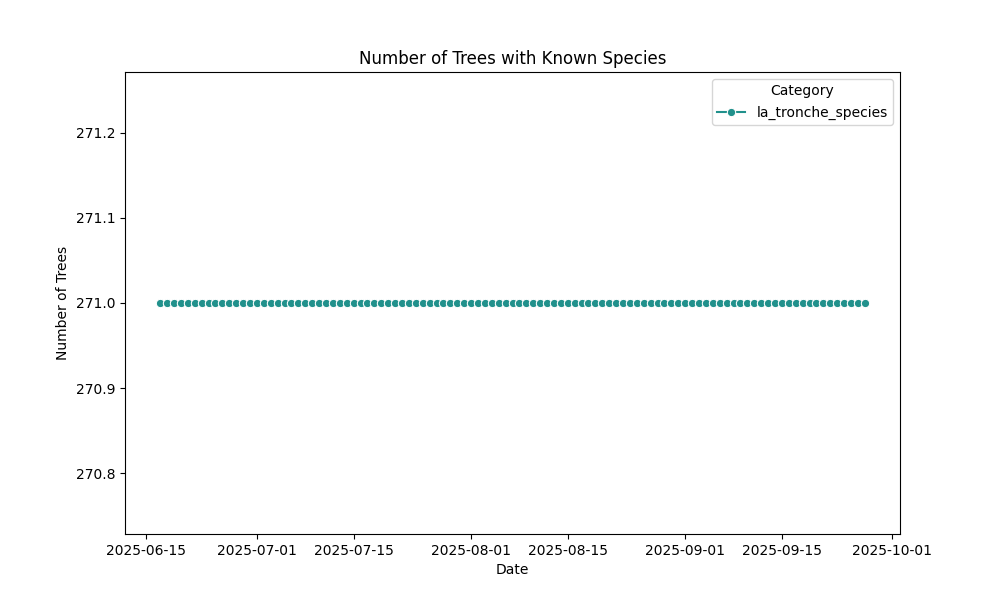 Number of Trees with Known Species
Category
la_tronche_species
Number of Trees
271.2
271.1
271.0
270.9
270.8
2025-06-15 2025-07-01 2025-07-15 2025-08-01 2025-08-15 2025-09-01 2025-09-15 2025-10-01
Date